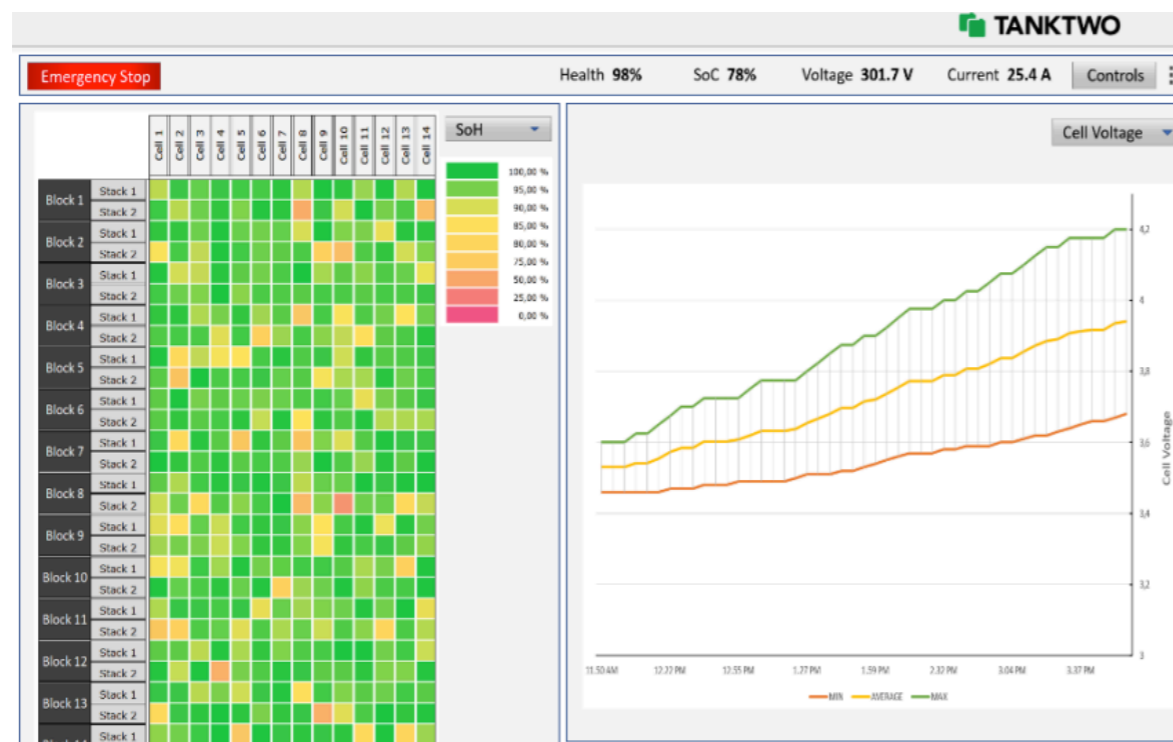 TANKTWO
Emergency Stop
Health 98%
SoC 78%
Voltage 301.7 V
Current 25.4 A
Controls
Cell 1
Cell 2
Cell 3
Cell 4
Cell 5
Cell 6
Cell 7
Cell 8
Cell 9
Cell 10
Cell 11
Cell 12
Cell 13
Cell 14
SoH
100,00 %
95,00 %
90,00 %
85,00 %
80,00 %
75,00 %
50,00 %
25,00 %
0,00 %
Block 1
Stack 1
Stack 2
Block 2
Stack 1
Stack 2
Block 3
Stack 1
Stack 2
Block 4
Stack 1
Stack 2
Block 5
Stack 1
Stack 2
Block 6
Stack 1
Stack 2
Block 7
Stack 1
Stack 2
Block 8
Stack 1
Stack 2
Block 9
Stack 1
Stack 2
Block 10
Stack 1
Stack 2
Block 11
Stack 1
Stack 2
Block 12
Stack 1
Stack 2
Block 13
Stack 1
Stack 2
Stack 1
Cell Voltage
4,2
4
3,8
3,6
3,4
3,2
3
Cell Voltage
11.50 AM
12.22 PM
12.55 PM
1.27 PM
1.59 PM
2.32 PM
3.04 PM
3.37 PM
MIN
AVERAGE
MAX